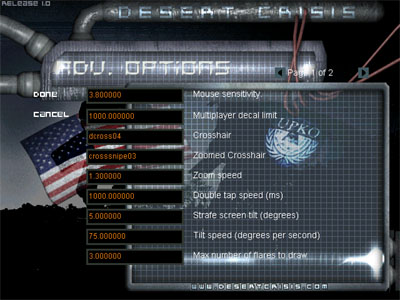 RELEASE 1.0
DESERT CRISIS
ADV. OPTIONS
Page 1 of 2
DONE
3.800000 Mouse sensitivity
CANCEL
1000.000000 Multiplayer decal limit
dcross04 Crosshair
crosssnipe03 Zoomed Crosshair
1.300000 Zoom speed
1000.000000 Double tap speed (ms)
5.000000 Strafe screen tilt (degrees)
75.000000 Tilt speed (degrees per second)
3.000000 Max number of flares to draw
UPKO
WWW.DESERTCRISIS.COM